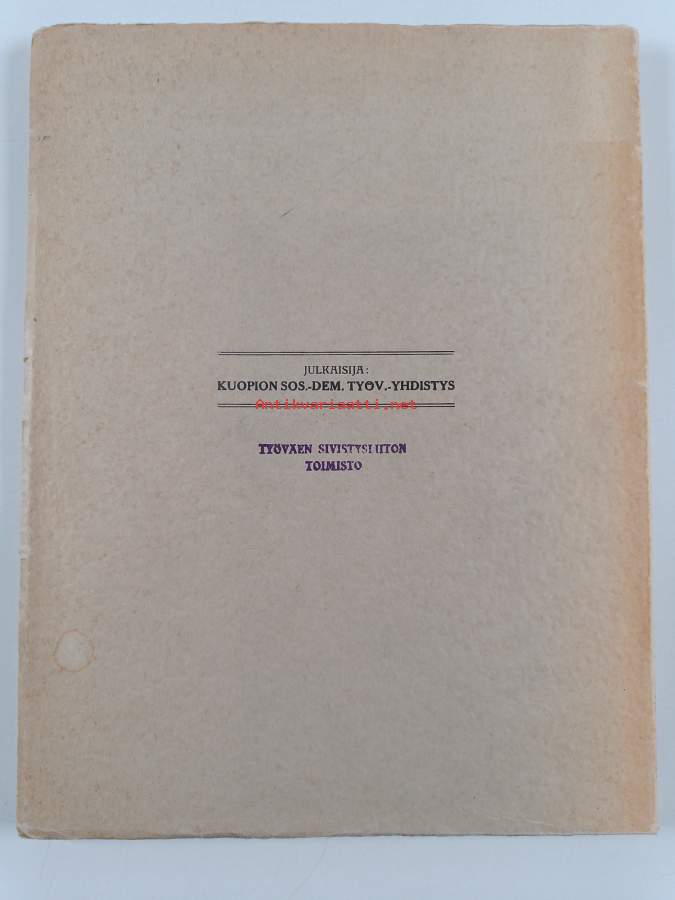 JULKAISIJA:
KUOPION SOS.-DEM. TYÖV.-YHDISTYS
Antikvariaatti.net
TYÖVÄEN SIVISTYSLIITON
TOIMISTO